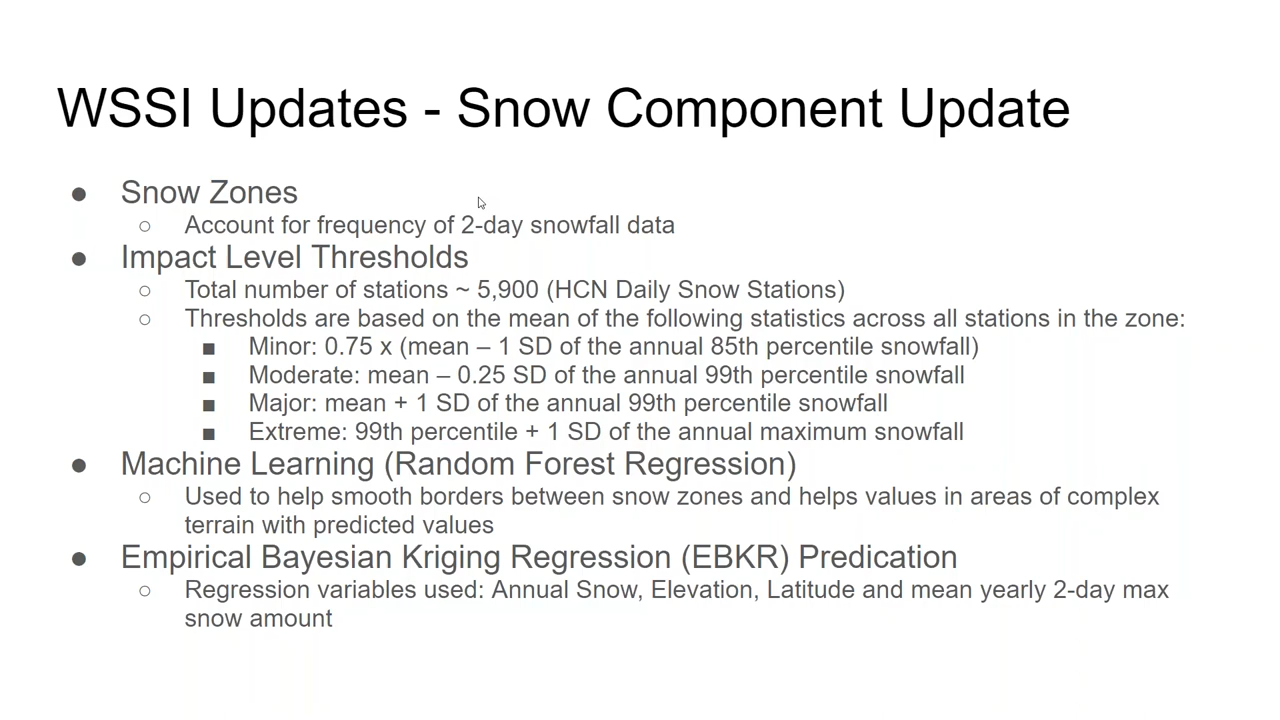 WSSI Updates - Snow Component Update
● Snow Zones
○ Account for frequency of 2-day snowfall data
● Impact Level Thresholds
○ Total number of stations ~ 5,900 (HCN Daily Snow Stations)
○ Thresholds are based on the mean of the following statistics across all stations in the zone:
■ Minor: 0.75 x (mean – 1 SD of the annual 85th percentile snowfall)
■ Moderate: mean – 0.25 SD of the annual 99th percentile snowfall
■ Major: mean + 1 SD of the annual 99th percentile snowfall
■ Extreme: 99th percentile + 1 SD of the annual maximum snowfall
● Machine Learning (Random Forest Regression)
○ Used to help smooth borders between snow zones and helps values in areas of complex
terrain with predicted values
● Empirical Bayesian Kriging Regression (EBKR) Predication
○ Regression variables used: Annual Snow, Elevation, Latitude and mean yearly 2-day max
snow amount